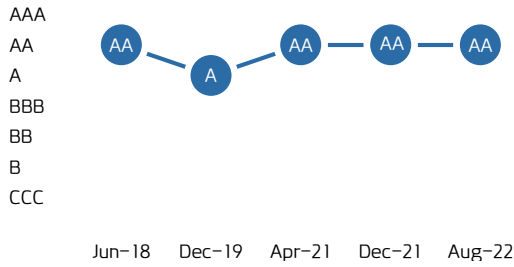 AAA
AA AA AA AA AA
A A
BBB
BB
B
CCC
Jun–18 Dec–19 Apr–21 Dec–21 Aug–22